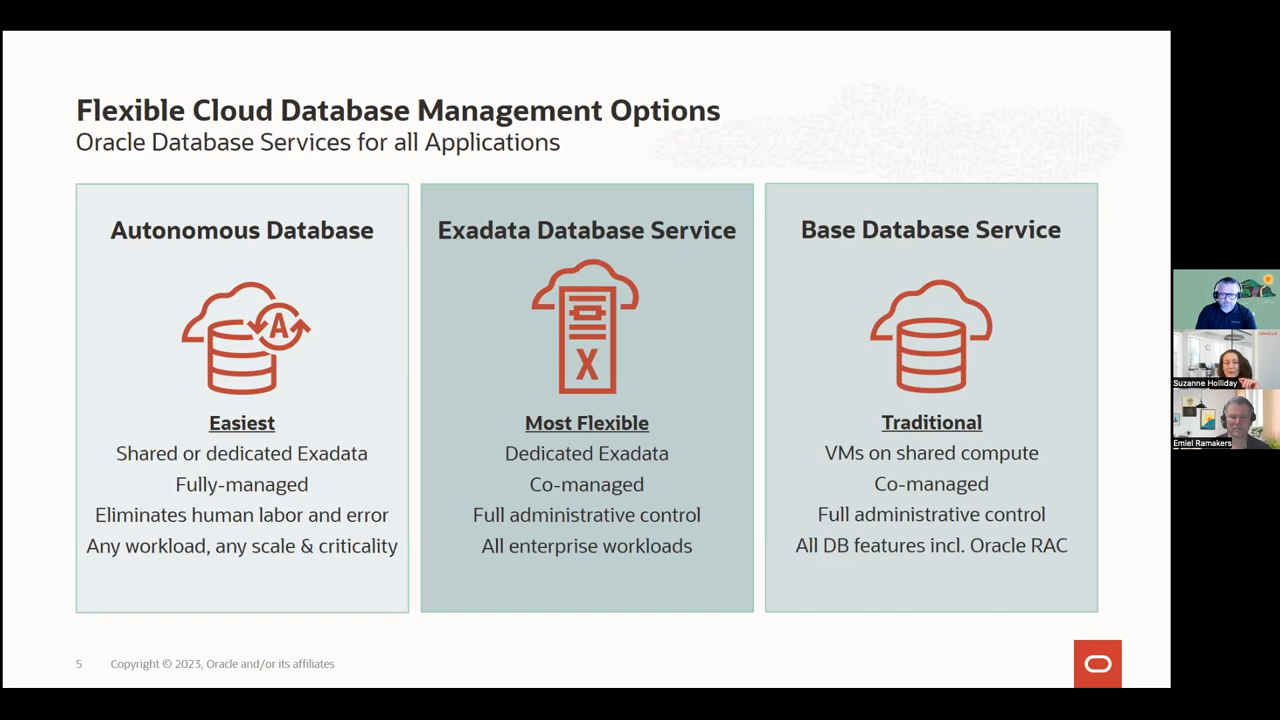 Flexible Cloud Database Management Options
Oracle Database Services for all Applications
Autonomous Database
A
Easiest
Shared or dedicated Exadata
Fully-managed
Eliminates human labor and error
Any workload, any scale & criticality
Exadata Database Service
X
Most Flexible
Dedicated Exadata
Co-managed
Full administrative control
All enterprise workloads
Base Database Service
Traditional
VMs on shared compute
Co-managed
Full administrative control
All DB features incl. Oracle RAC
5 Copyright © 2023, Oracle and/or its affiliates
ORACLE
Suzanne Holliday
Emiel Ramakers